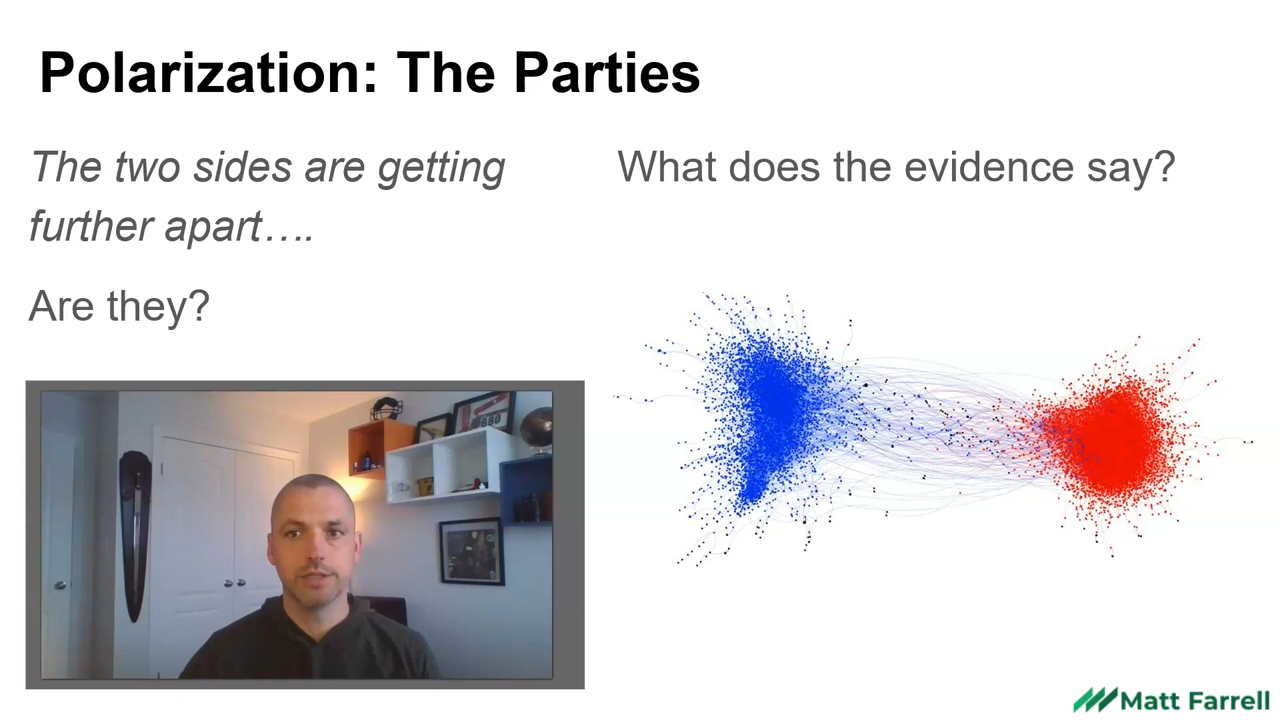 Polarization: The Parties
The two sides are getting
further apart….
Are they?
What does the evidence say?
Matt Farrell